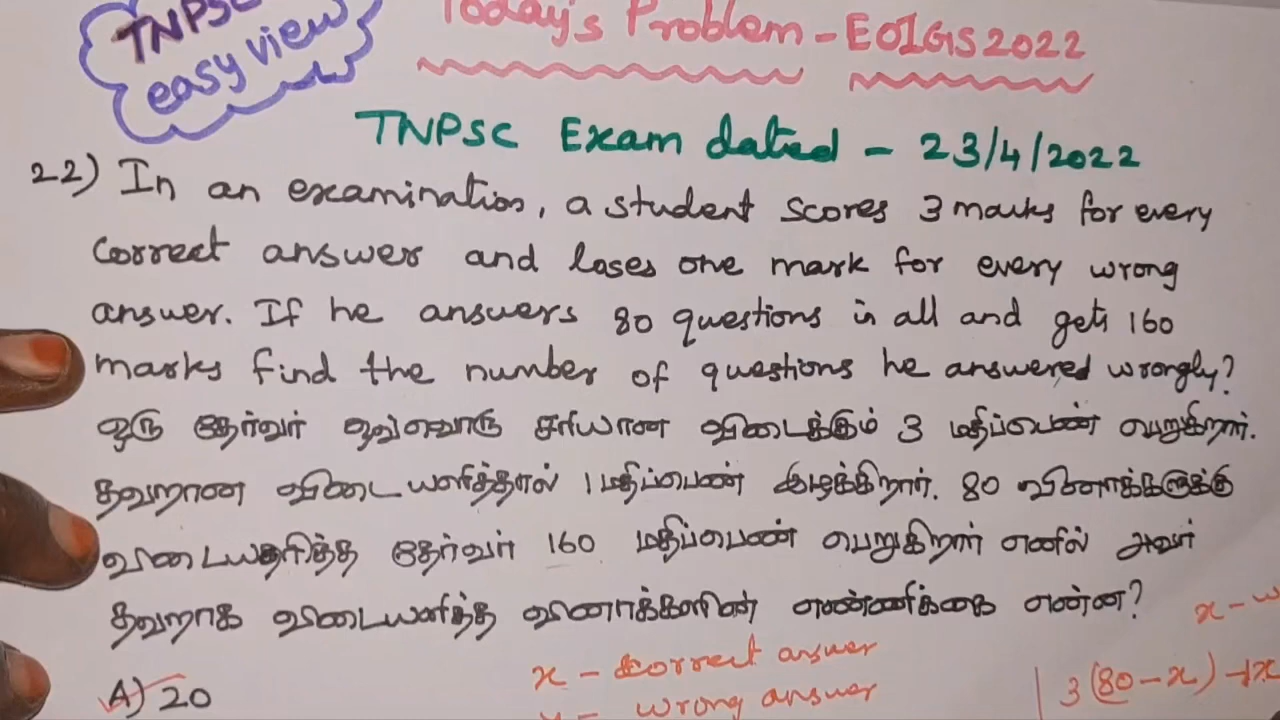 TNPSC
easy view
Today's Problem - EO1GIS2022
TNPSC Exam dated - 23/4/2022
22) In an examination, a student scores 3 marks for every
correct answer and loses one mark for every wrong
answer. If he answers 80 questions in all and gets 160
marks find the number of questions he answered wrongly?
ஒரு தேர்வர் ஒவ்வொரு சரியான விடைக்கும் 3 மதிப்பெண் பெறுகிறார்.
தவறான விடையளித்தால் 1 மதிப்பெண் இழக்கிறார். 80 வினாக்களுக்கு
விடையளித்த தேர்வர் 160 மதிப்பெண் பெறுகிறார் எனில் அவர்
தவறாக விடையளித்த வினாக்களின் எண்ணிக்கை என்ன?
x - w
A) 20
x - correct answer
wrong answer
3(80-x) -1x